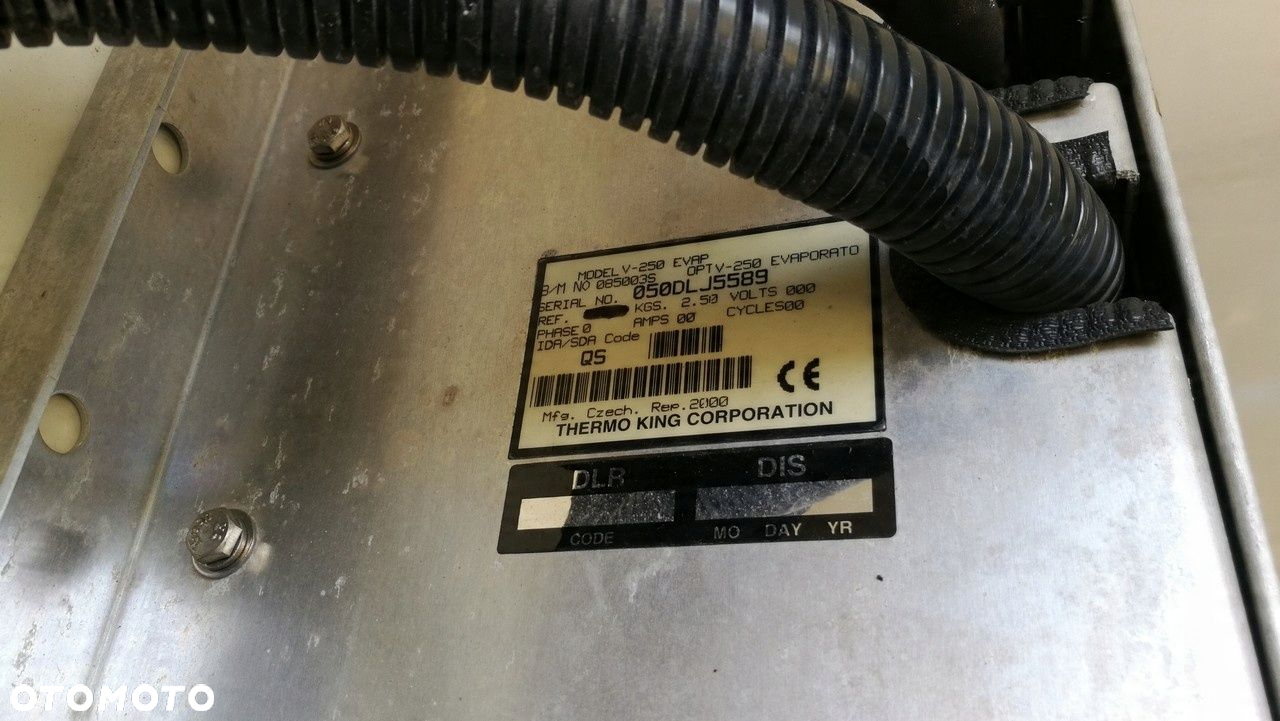 MODEL V-250 EVAP
B/M NO 085003S OPT V-250 EVAPORATO
SERIAL NO. 050DLJ5589
REF. KGS. 2.50 VOLTS 000
PHASE 0 AMPS 00 CYCLES00
IDA/SDA Code
QS
CE
Mfg. Czech. Rep. 2000
THERMO KING CORPORATION
DLR DIS
CODE MO DAY YR
OTOMOTO